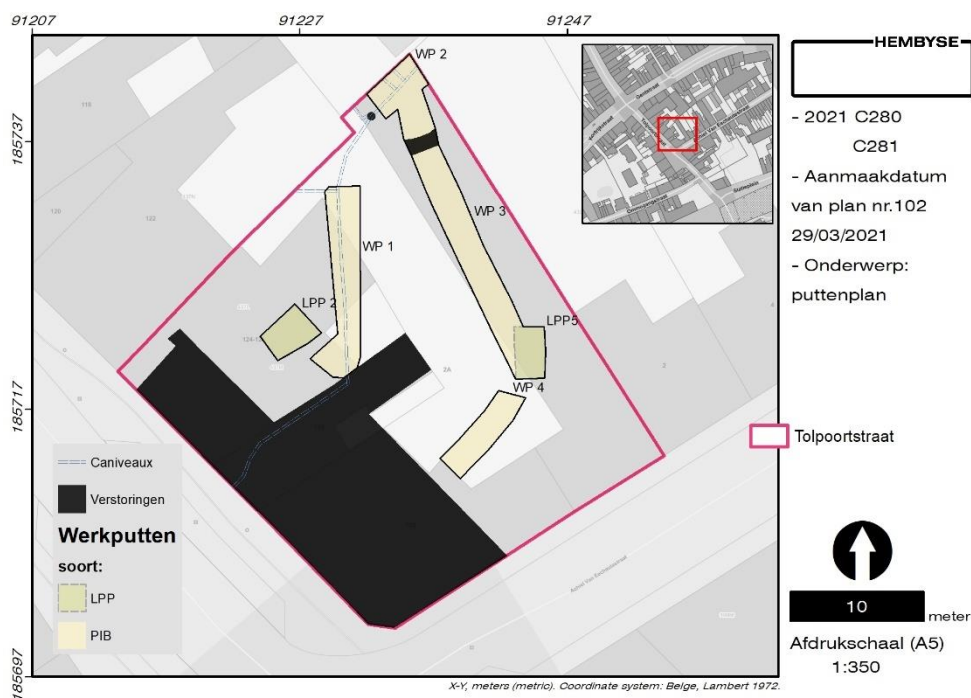 91207
91227
91247
185737
185717
185697
WP 2
WP 3
WP 1
LPP 2
LPP5
WP 4
2A
2
Caniveaux
Verstoringen
Werkputten
soort:
LPP
PIB
X-Y, meters (metric). Coordinate system: Belge, Lambert 1972.
HEMBYSE
- 2021 C280
C281
- Aanmaakdatum
van plan nr.102
29/03/2021
- Onderwerp:
puttenplan
Tolpoortstraat
10
meter
Afdrukschaal (A5)
1:350